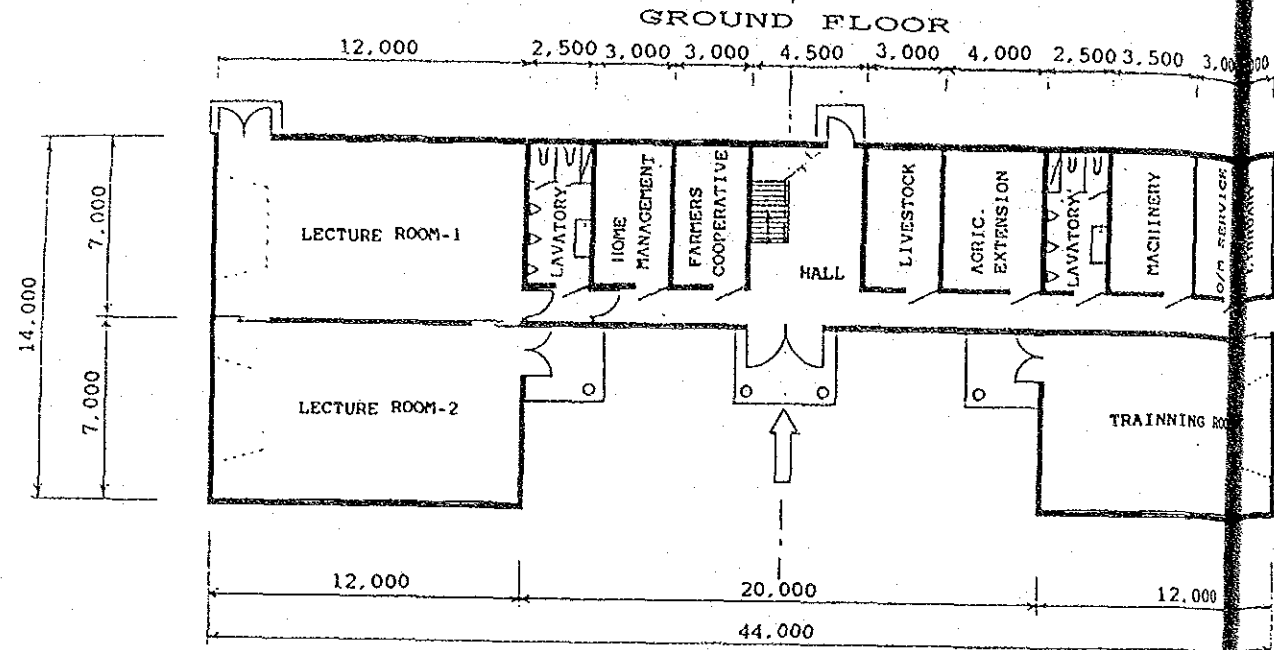 GROUND FLOOR
12,000 2,500 3,000 3,000 4.500 3,000 4,000 2,500 3.500
7,000
14.000
7,000
LECTURE ROOM-1
LAVATORY
HOME
MANAGEMENT
FARMERS
COOPERATIVE
HALL
LIVESTOCK
AGRIC.
EXTENSION
LAVATORY
MACHINERY
O/M SERVICE
LECTURE ROOM-2
TRAINNING
12,000 20,000 12.000
44.000